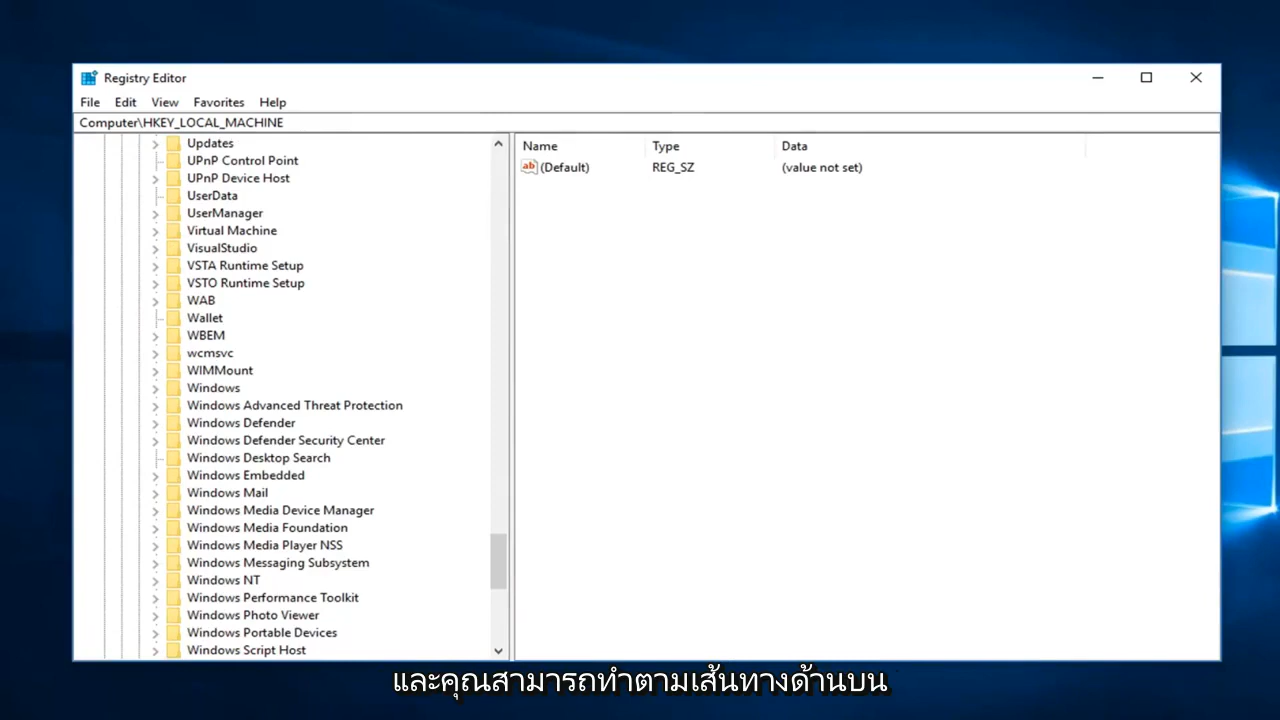 Registry Editor
File Edit View Favorites Help
Computer\HKEY_LOCAL_MACHINE
Name Type Data
ab (Default) REG_SZ (value not set)
Updates
UPnP Control Point
UPnP Device Host
UserData
UserManager
Virtual Machine
VisualStudio
VSTA Runtime Setup
VSTO Runtime Setup
WAB
Wallet
WBEM
wcmsvc
WIMMount
Windows
Windows Advanced Threat Protection
Windows Defender
Windows Defender Security Center
Windows Desktop Search
Windows Embedded
Windows Mail
Windows Media Device Manager
Windows Media Foundation
Windows Media Player NSS
Windows Messaging Subsystem
Windows NT
Windows Performance Toolkit
Windows Photo Viewer
Windows Portable Devices
Windows Script Host
และคุณสามารถทำตามเส้นทางด้านบน